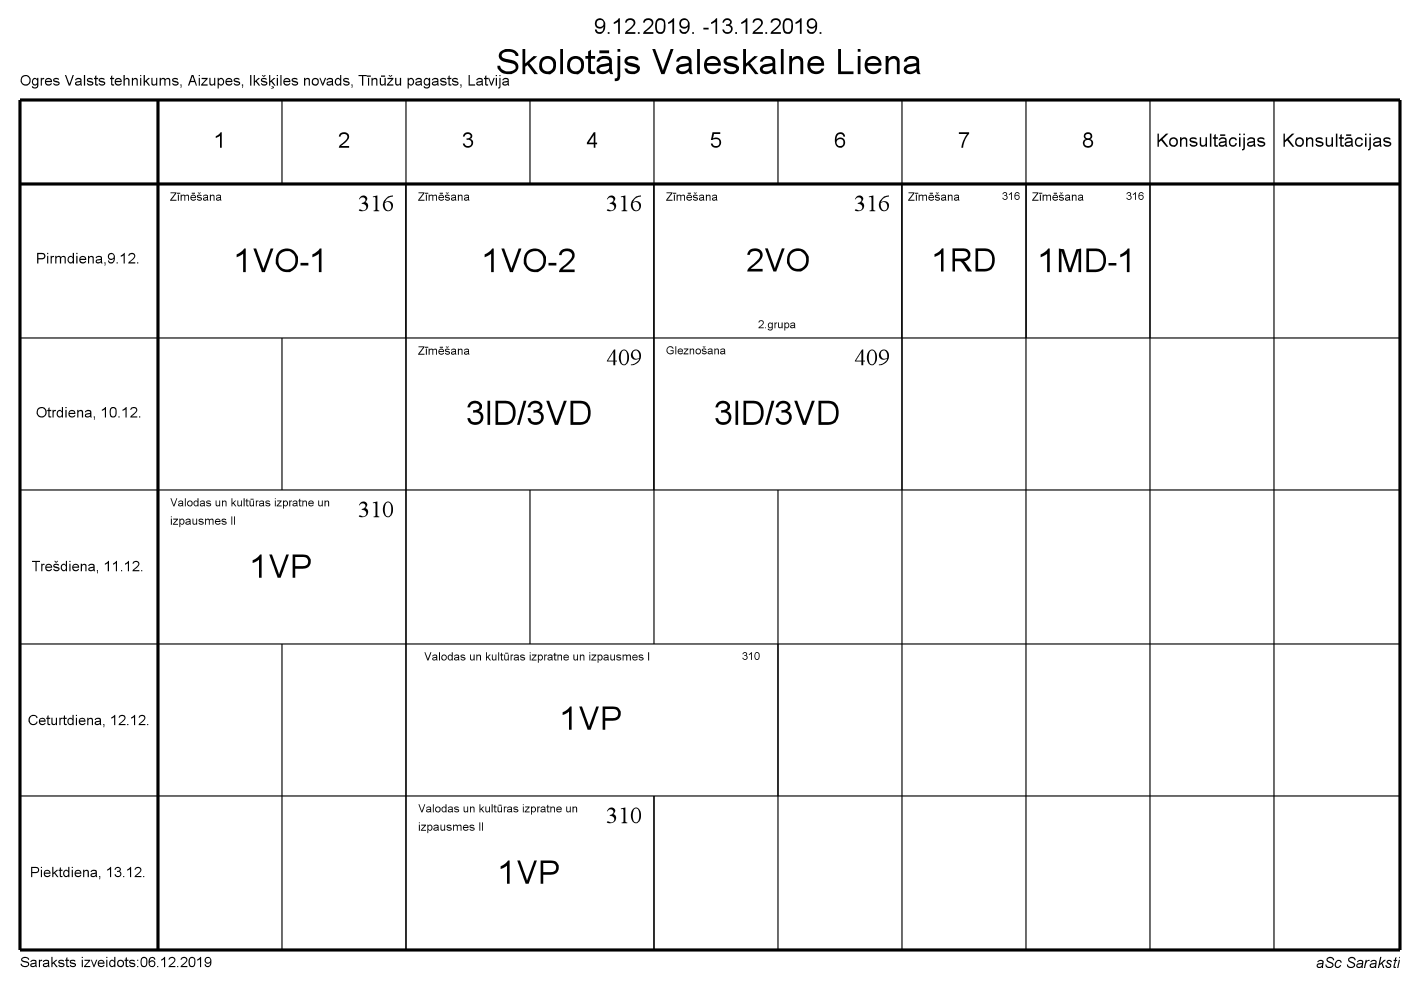 9.12.2019. -13.12.2019.
Skolotājs Valeskalne Liena
Ogres Valsts tehnikums, Aizupes, Ikšķiles novads, Tīnūžu pagasts, Latvija
1 2 3 4 5 6 7 8 Konsultācijas Konsultācijas
Pirmdiena,9.12.
Zīmēšana 316
1VO-1
Zīmēšana 316
1VO-2
Zīmēšana 316
2VO
2.grupa
Zīmēšana 316
1RD
Zīmēšana 316
1MD-1
Otrdiena, 10.12.
Zīmēšana 409
3ID/3VD
Gleznošana 409
3ID/3VD
Trešdiena, 11.12.
Valodas un kultūras izpratne un 310
izpausmes II
1VP
Ceturtdiena, 12.12.
Valodas un kultūras izpratne un izpausmes I 310
1VP
Piektdiena, 13.12.
Valodas un kultūras izpratne un 310
izpausmes II
1VP
Saraksts izveidots:06.12.2019
aSc Saraksti